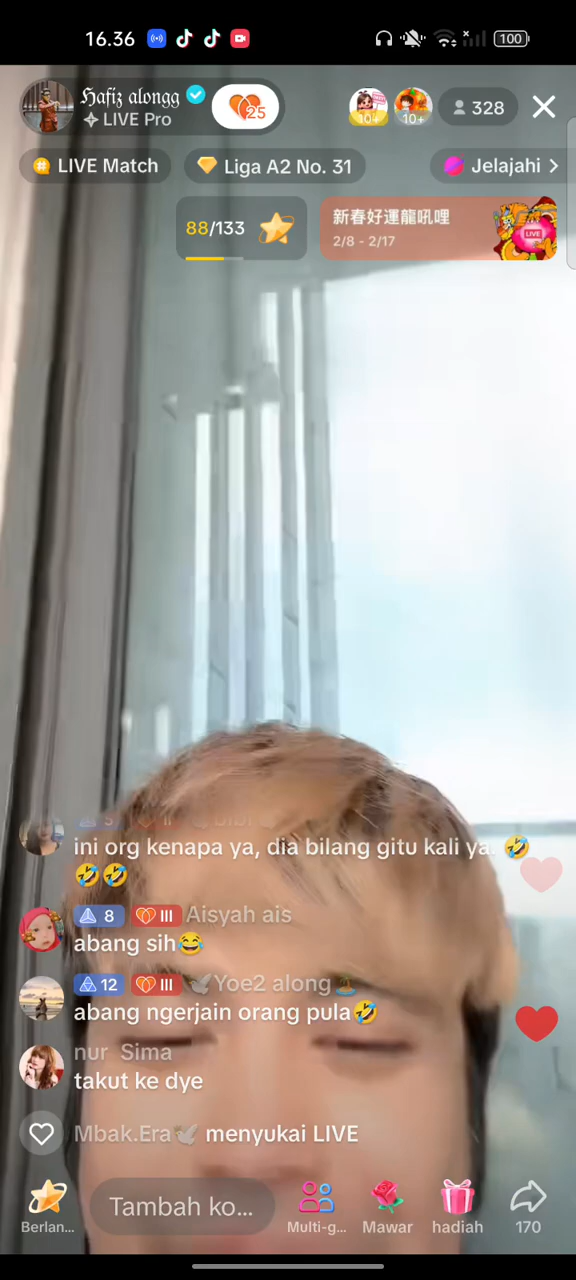 16.36
100
Hafiz alongg
LIVE Pro
25
10+
10+
328
LIVE Match
Liga A2 No. 31
Jelajahi
88/133
新春好運龍吼哩
2/8 - 2/17
LIVE
5
ini org kenapa ya, dia bilang gitu kali ya. 🤣
🤣🤣
8 III Aisyah ais
abang sih😂
12 III 🕊Yoe2 along🏝
abang ngerjain orang pula🤣
nur Sima
takut ke dye
Mbak.Era🕊 menyukai LIVE
Tambah ko...
Berlan...
Multi-g...
Mawar
hadiah
170